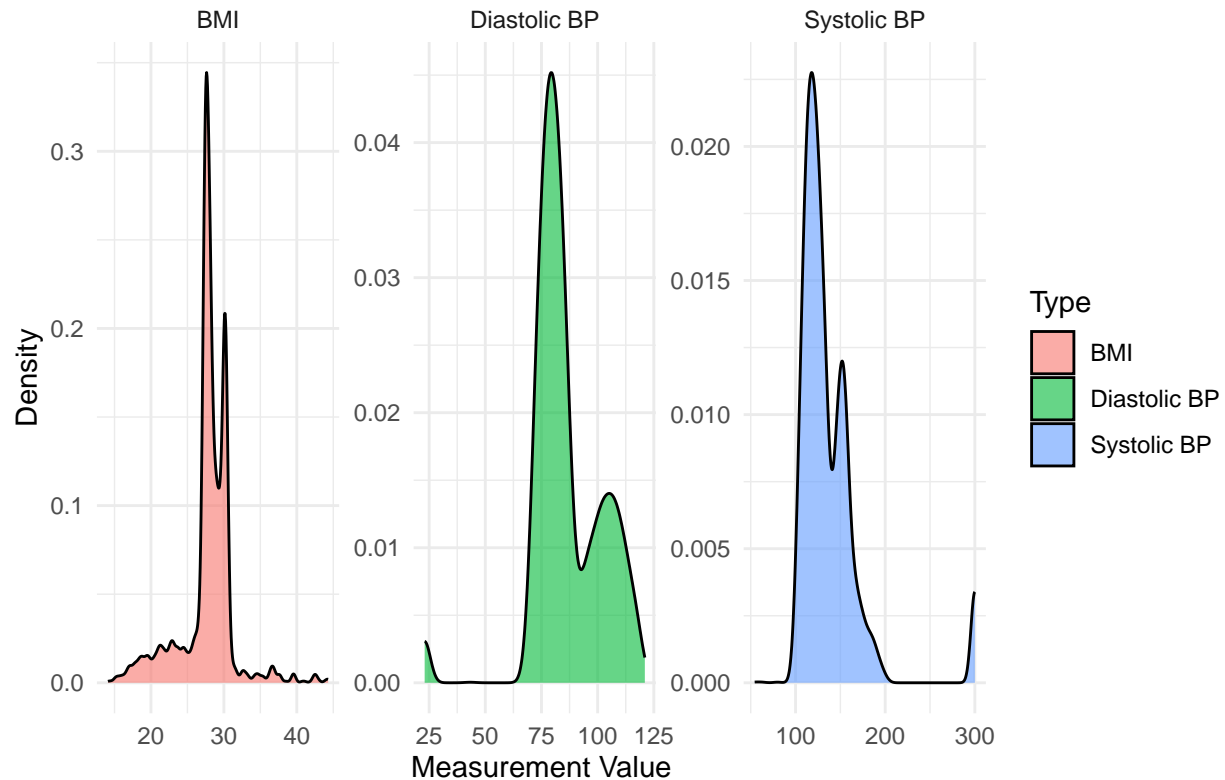 BMI
Diastolic BP
Systolic BP
Density
0.3
0.2
0.1
0.0
20 30 40
0.04
0.03
0.02
0.01
0.00
25 50 75 100 125
0.020
0.015
0.010
0.005
0.000
100 200 300
Measurement Value
Type
BMI
Diastolic BP
Systolic BP